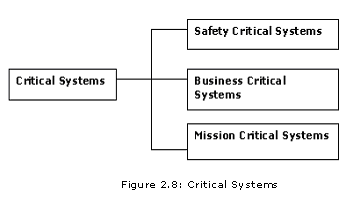 Safety Critical Systems
Critical Systems
Business Critical
Systems
Mission Critical Systems
Figure 2.8: Critical Systems